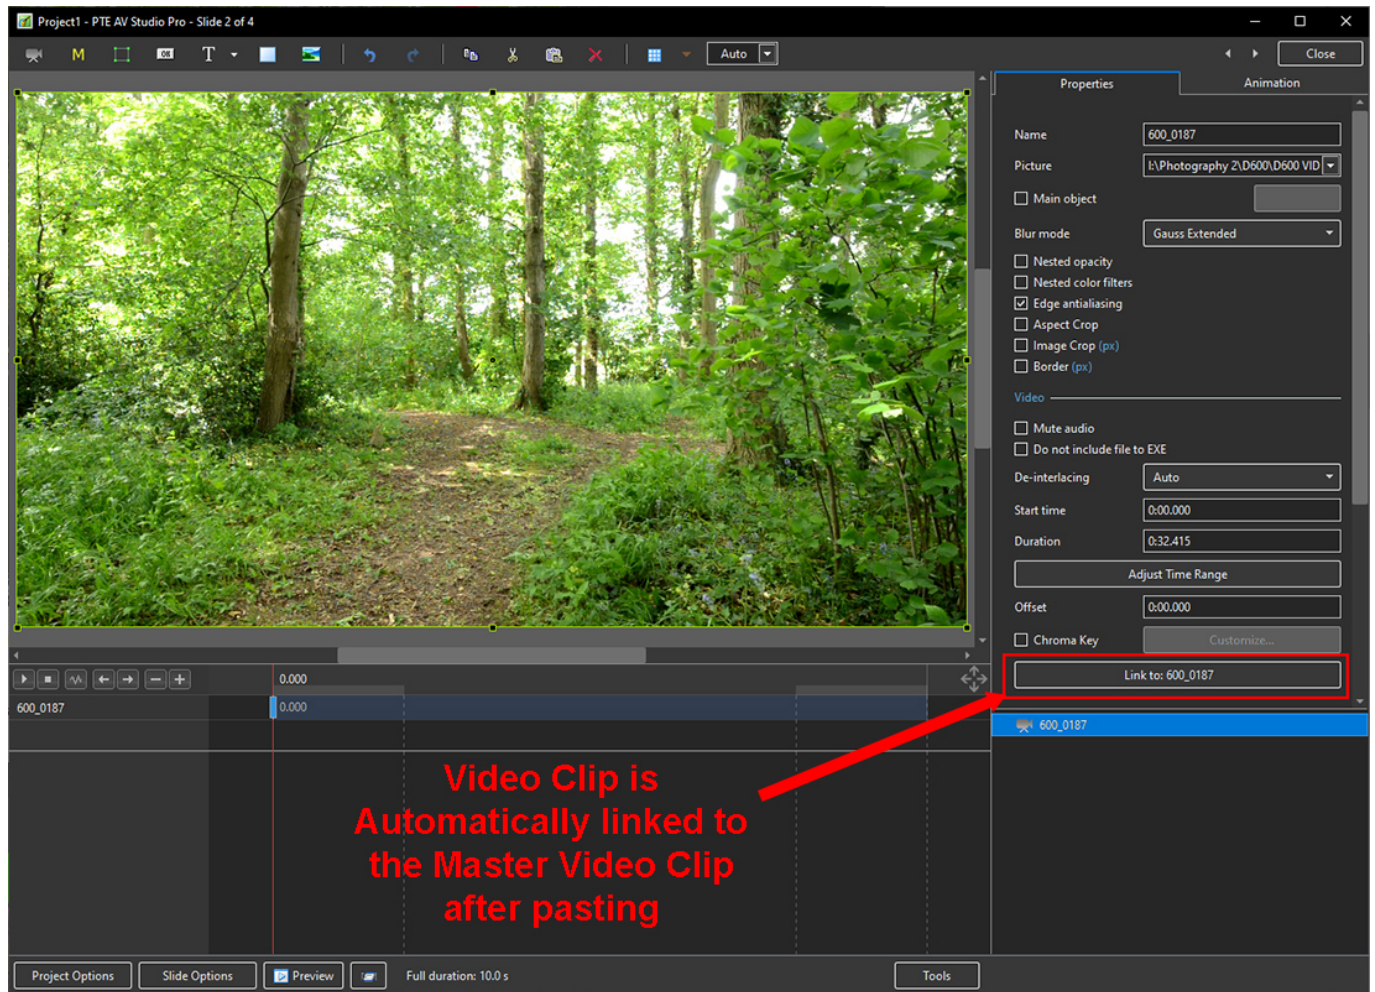 Project1 - PTE AV Studio Pro - Slide 2 of 4
M OK T Auto Close
Properties Animation
Name 600_0187
Picture I:\Photography 2\D600\D600 VID
Main object
Blur mode Gauss Extended
Nested opacity
Nested color filters
Edge antialiasing
Aspect Crop
Image Crop (px)
Border (px)
Video
Mute audio
Do not include file to EXE
De-interlacing Auto
Start time 0:00.000
Duration 0:32.415
Adjust Time Range
Offset 0:00.000
Chroma Key Customize...
Link to: 600_0187
0.000
600_0187 0.000
600_0187
Video Clip is
Automatically linked to
the Master Video Clip
after pasting
Project Options Slide Options Preview Full duration: 10.0 s Tools